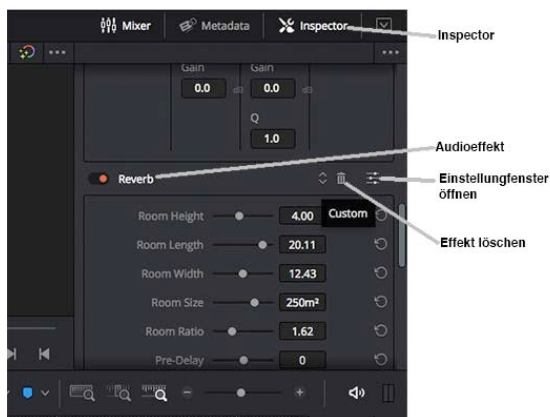 Mixer Metadata Inspector
Inspector
Gain Gain
0.0 dB 0.0 dB
Q
1.0
Audioeffekt
Reverb
Einstellungfenster
öffnen
Custom
Room Height 4.00
Effekt löschen
Room Length 20.11
Room Width 12.43
Room Size 250m²
Room Ratio 1.62
Pre-Delay 0